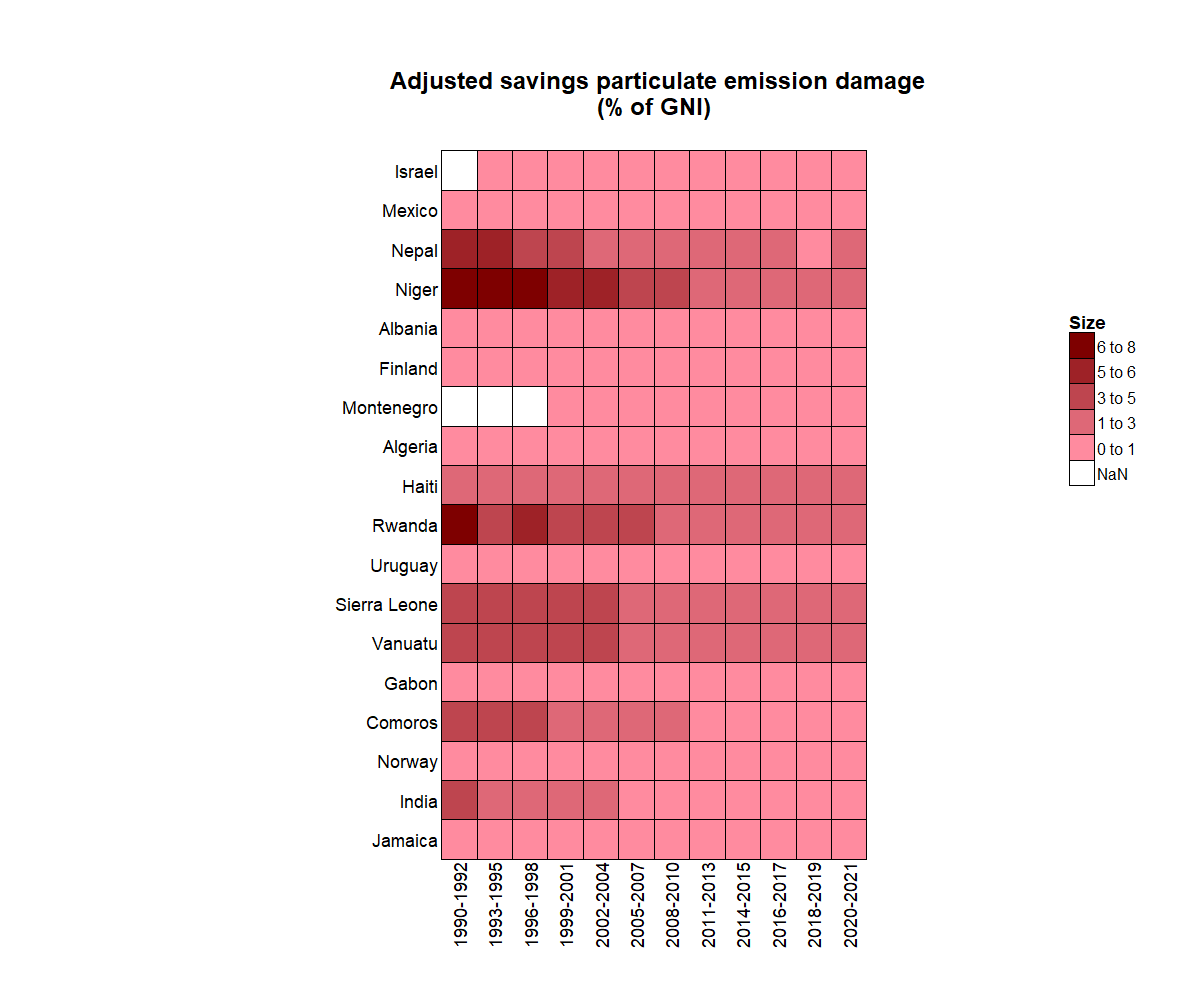 Adjusted savings particulate emission damage
(% of GNI)
Israel
Mexico
Nepal
Niger
Albania
Finland
Montenegro
Algeria
Haiti
Rwanda
Uruguay
Sierra Leone
Vanuatu
Gabon
Comoros
Norway
India
Jamaica
1990-1992
1993-1995
1996-1998
1999-2001
2002-2004
2005-2007
2008-2010
2011-2013
2014-2015
2016-2017
2018-2019
2020-2021
Size
6 to 8
5 to 6
3 to 5
1 to 3
0 to 1
NaN